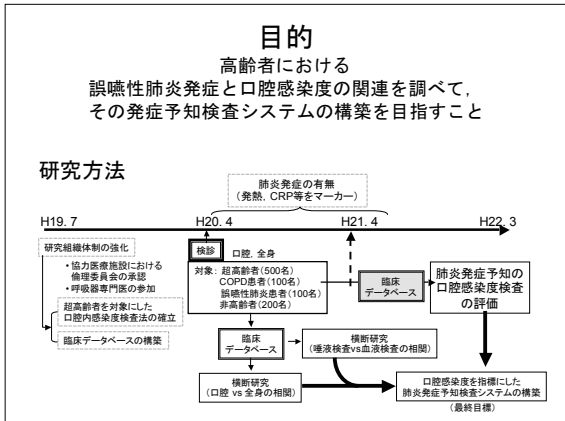 目的
高齢者における
誤嚥性肺炎発症と口腔感染度の関連を調べて,
その発症予知検査システムの構築を目指すこと
研究方法
肺炎発症の有無
(発熱, CRP等をマーカー)
H19. 7
H20. 4
H21. 4
H22. 3
研究組織体制の強化
・協力医療施設における
倫理委員会の承認
・呼吸器専門医の参加
超高齢者を対象にした
口腔内感染度検査法の確立
臨床データベースの構築
検診
口腔, 全身
対象: 超高齢者(500名)
COPD患者(100名)
誤嚥性肺炎患者(100名)
非高齢者(200名)
臨床
データベース
肺炎発症予知の
口腔感染度検査
の評価
臨床
データベース
横断研究
(唾液検査vs血液検査の相関)
横断研究
(口腔 vs 全身の相関)
口腔感染度を指標にした
肺炎発症予知検査システムの構築
(最終目標)